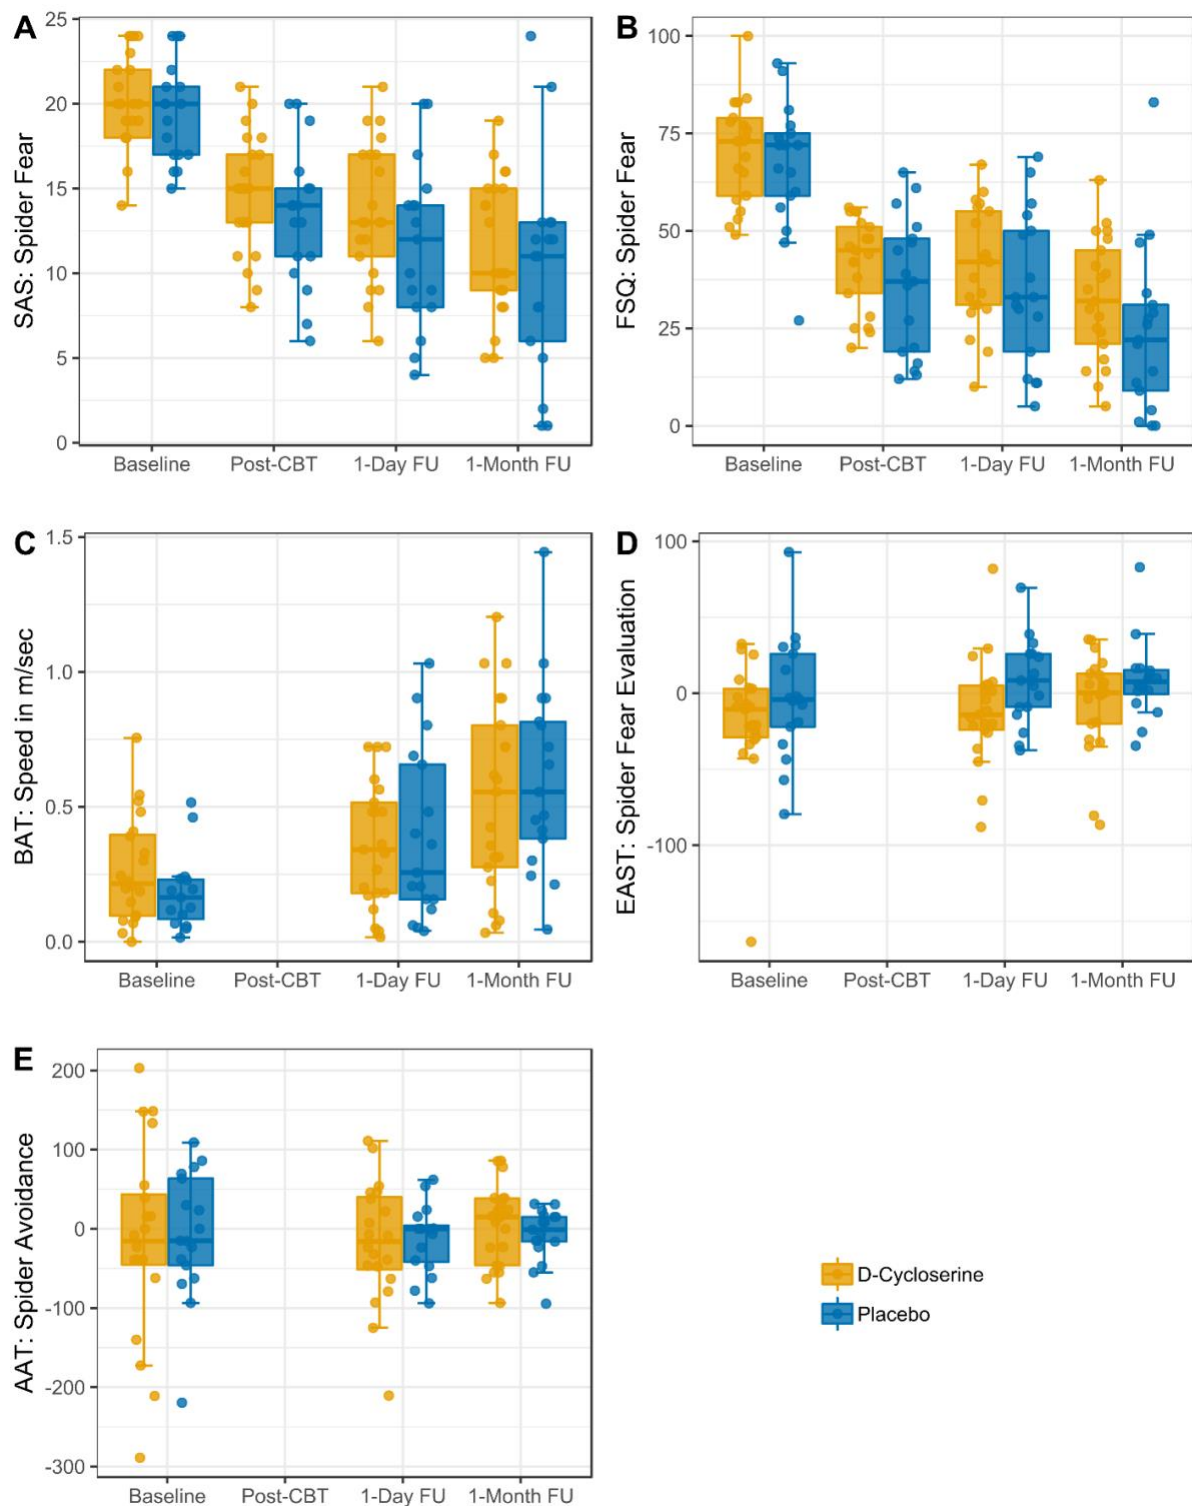 A
SAS: Spider Fear
25
20
15
10
5
0
Baseline Post-CBT 1-Day FU 1-Month FU
B
FSQ: Spider Fear
100
75
50
25
0
Baseline Post-CBT 1-Day FU 1-Month FU
C
BAT: Speed in m/sec
1.5
1.0
0.5
0.0
Baseline Post-CBT 1-Day FU 1-Month FU
D
EAST: Spider Fear Evaluation
100
0
-100
Baseline Post-CBT 1-Day FU 1-Month FU
E
AAT: Spider Avoidance
200
100
0
-100
-200
-300
Baseline Post-CBT 1-Day FU 1-Month FU
D-Cycloserine
Placebo